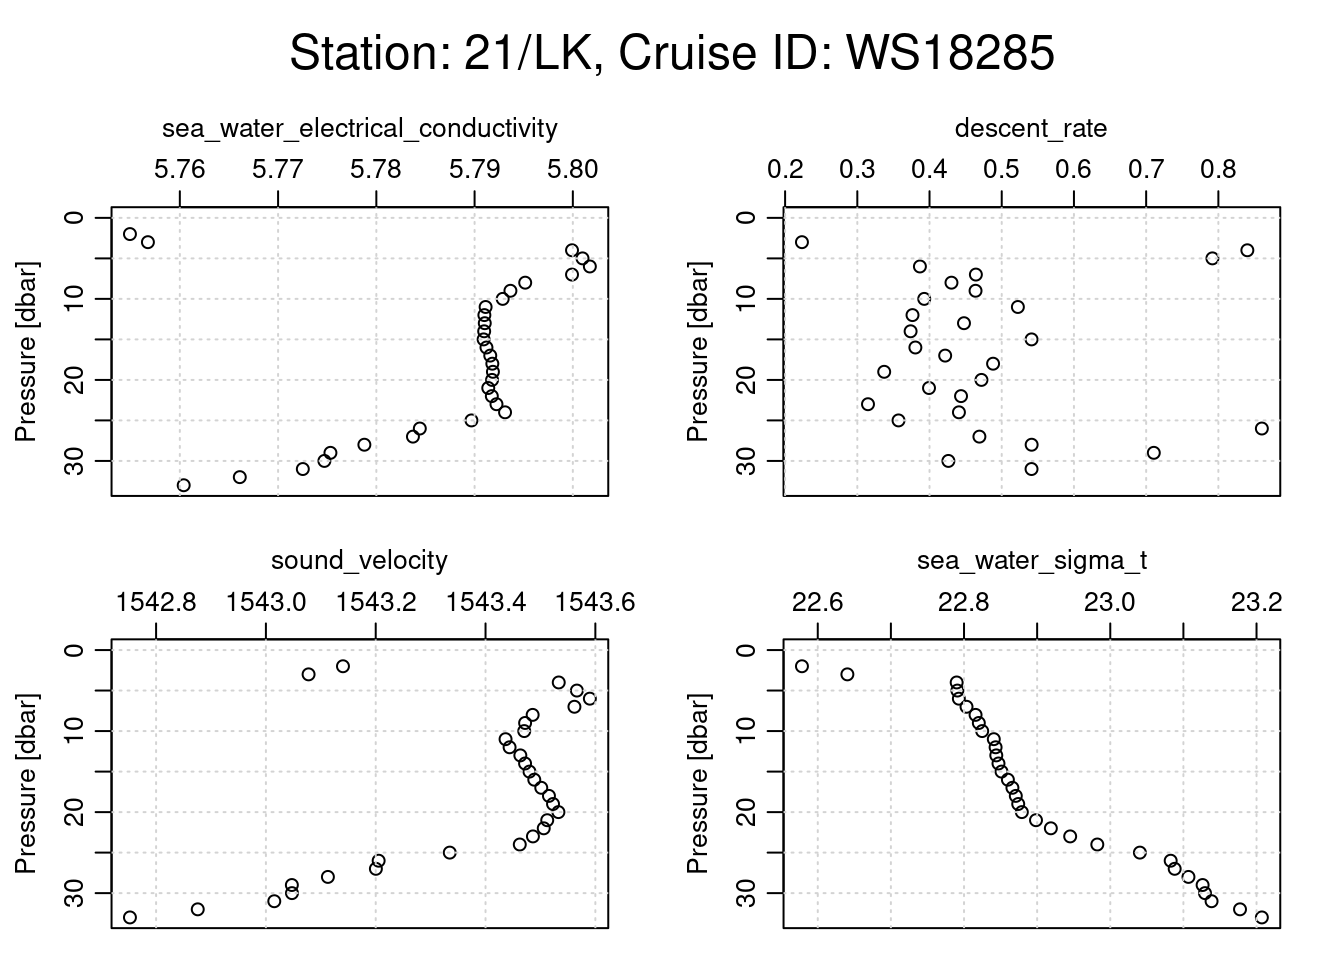 Station: 21/LK, Cruise ID: WS18285
sea_water_electrical_conductivity
5.76 5.77 5.78 5.79 5.80
Pressure [dbar]
0
10
20
30
descent_rate
0.2 0.3 0.4 0.5 0.6 0.7 0.8
Pressure [dbar]
0
10
20
30
sound_velocity
1542.8 1543.0 1543.2 1543.4 1543.6
Pressure [dbar]
0
10
20
30
sea_water_sigma_t
22.6 22.8 23.0 23.2
Pressure [dbar]
0
10
20
30